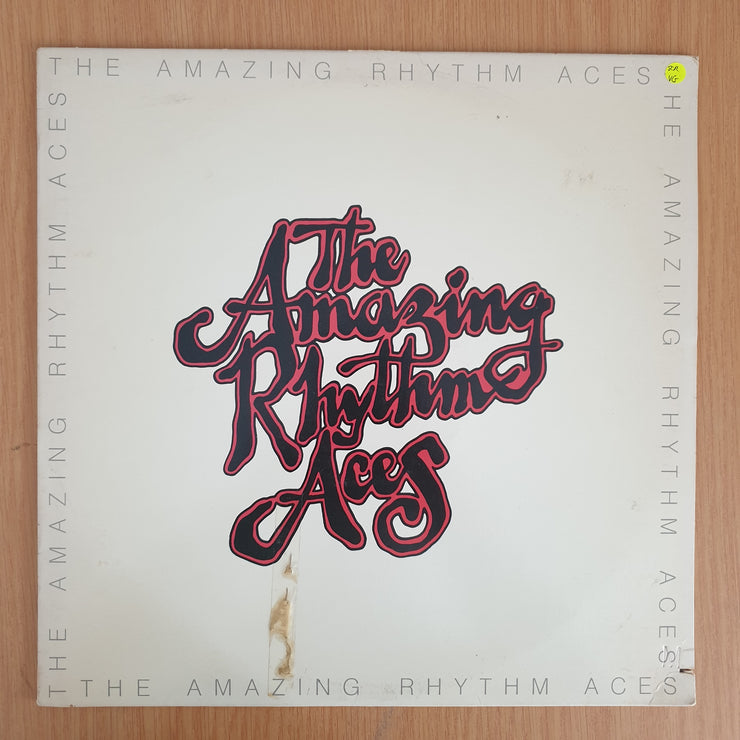 THE AMAZING RHYTHM ACES
THE AMAZING RHYTHM ACES
THE AMAZING RHYTHM ACES
THE AMAZING RHYTHM ACES
The
Amazing
Rhythm
Aces
VG